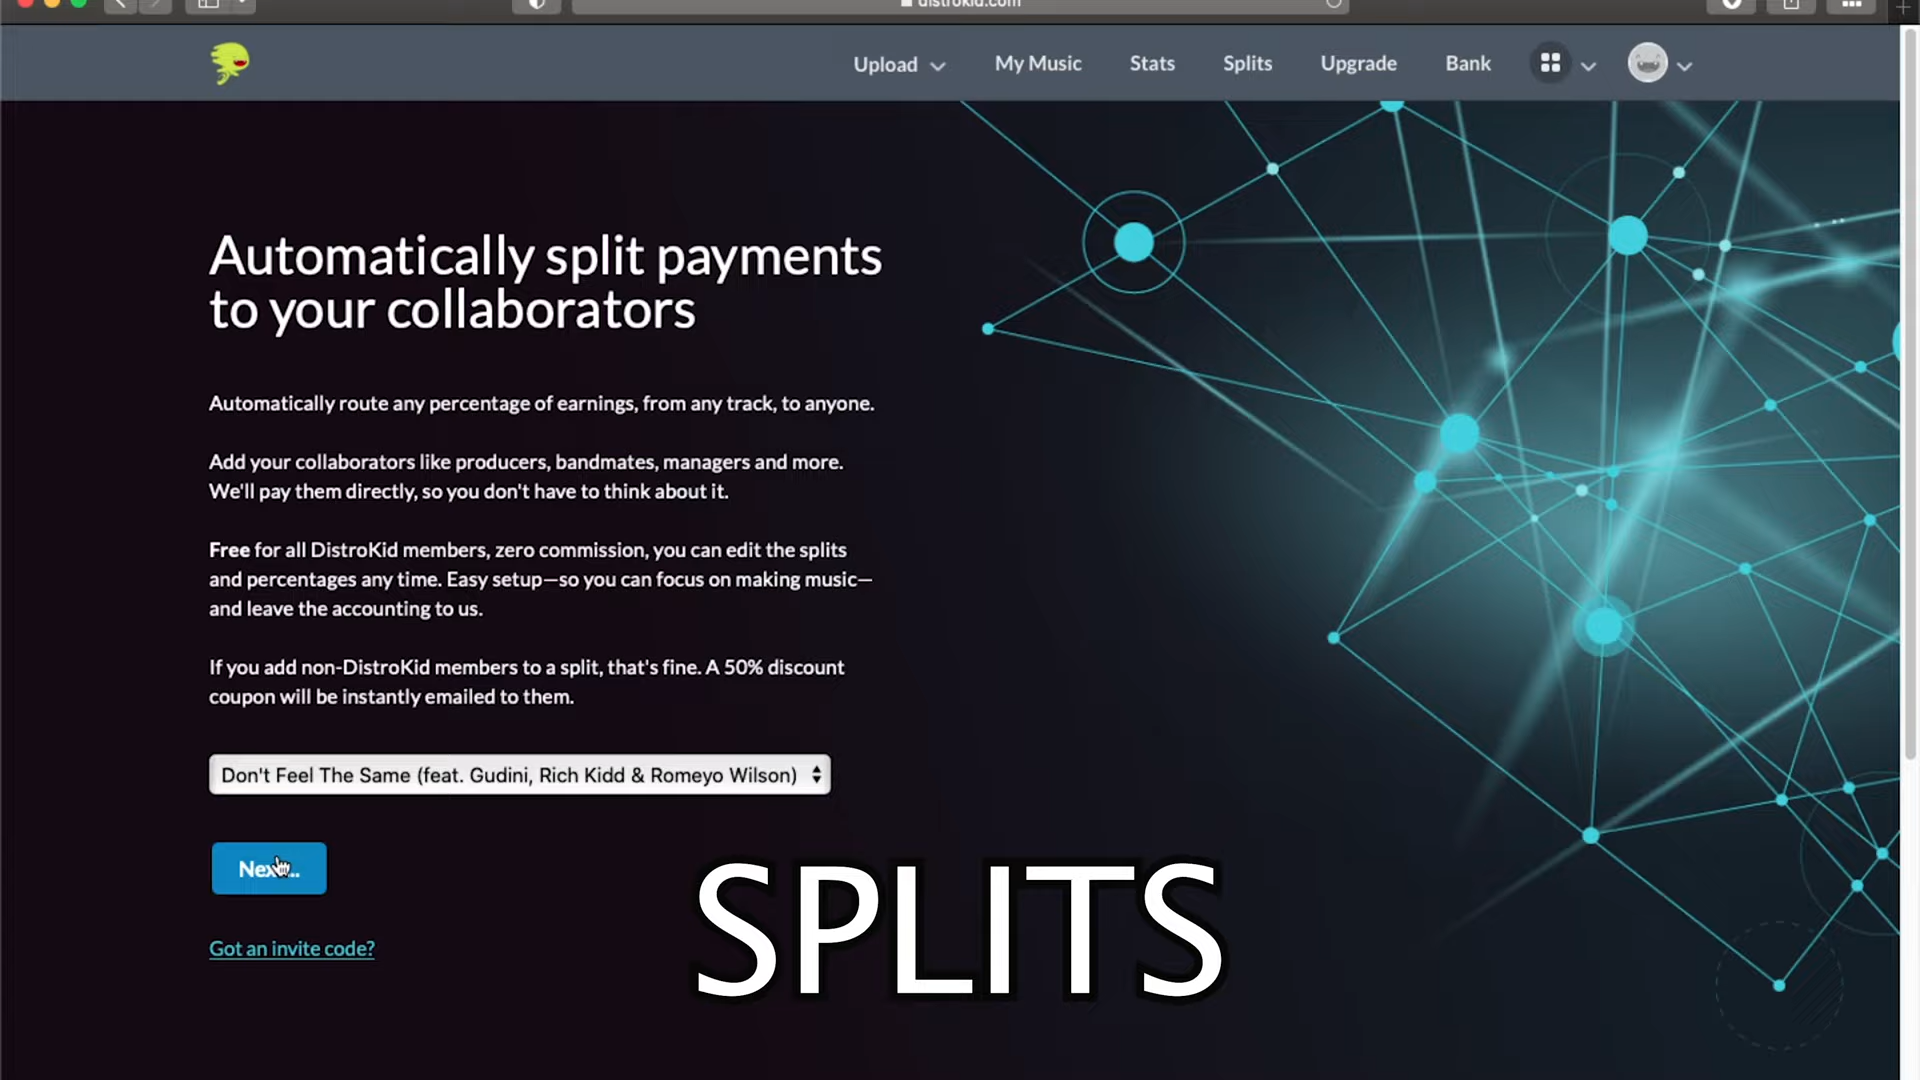 distrokid.com
Upload
My Music
Stats
Splits
Upgrade
Bank
Automatically split payments
to your collaborators
Automatically route any percentage of earnings, from any track, to anyone.
Add your collaborators like producers, bandmates, managers and more.
We'll pay them directly, so you don't have to think about it.
Free for all DistroKid members, zero commission, you can edit the splits
and percentages any time. Easy setup—so you can focus on making music—
and leave the accounting to us.
If you add non-DistroKid members to a split, that's fine. A 50% discount
coupon will be instantly emailed to them.
Don't Feel The Same (feat. Gudini, Rich Kidd & Romeyo Wilson)
Next...
Got an invite code?
SPLITS